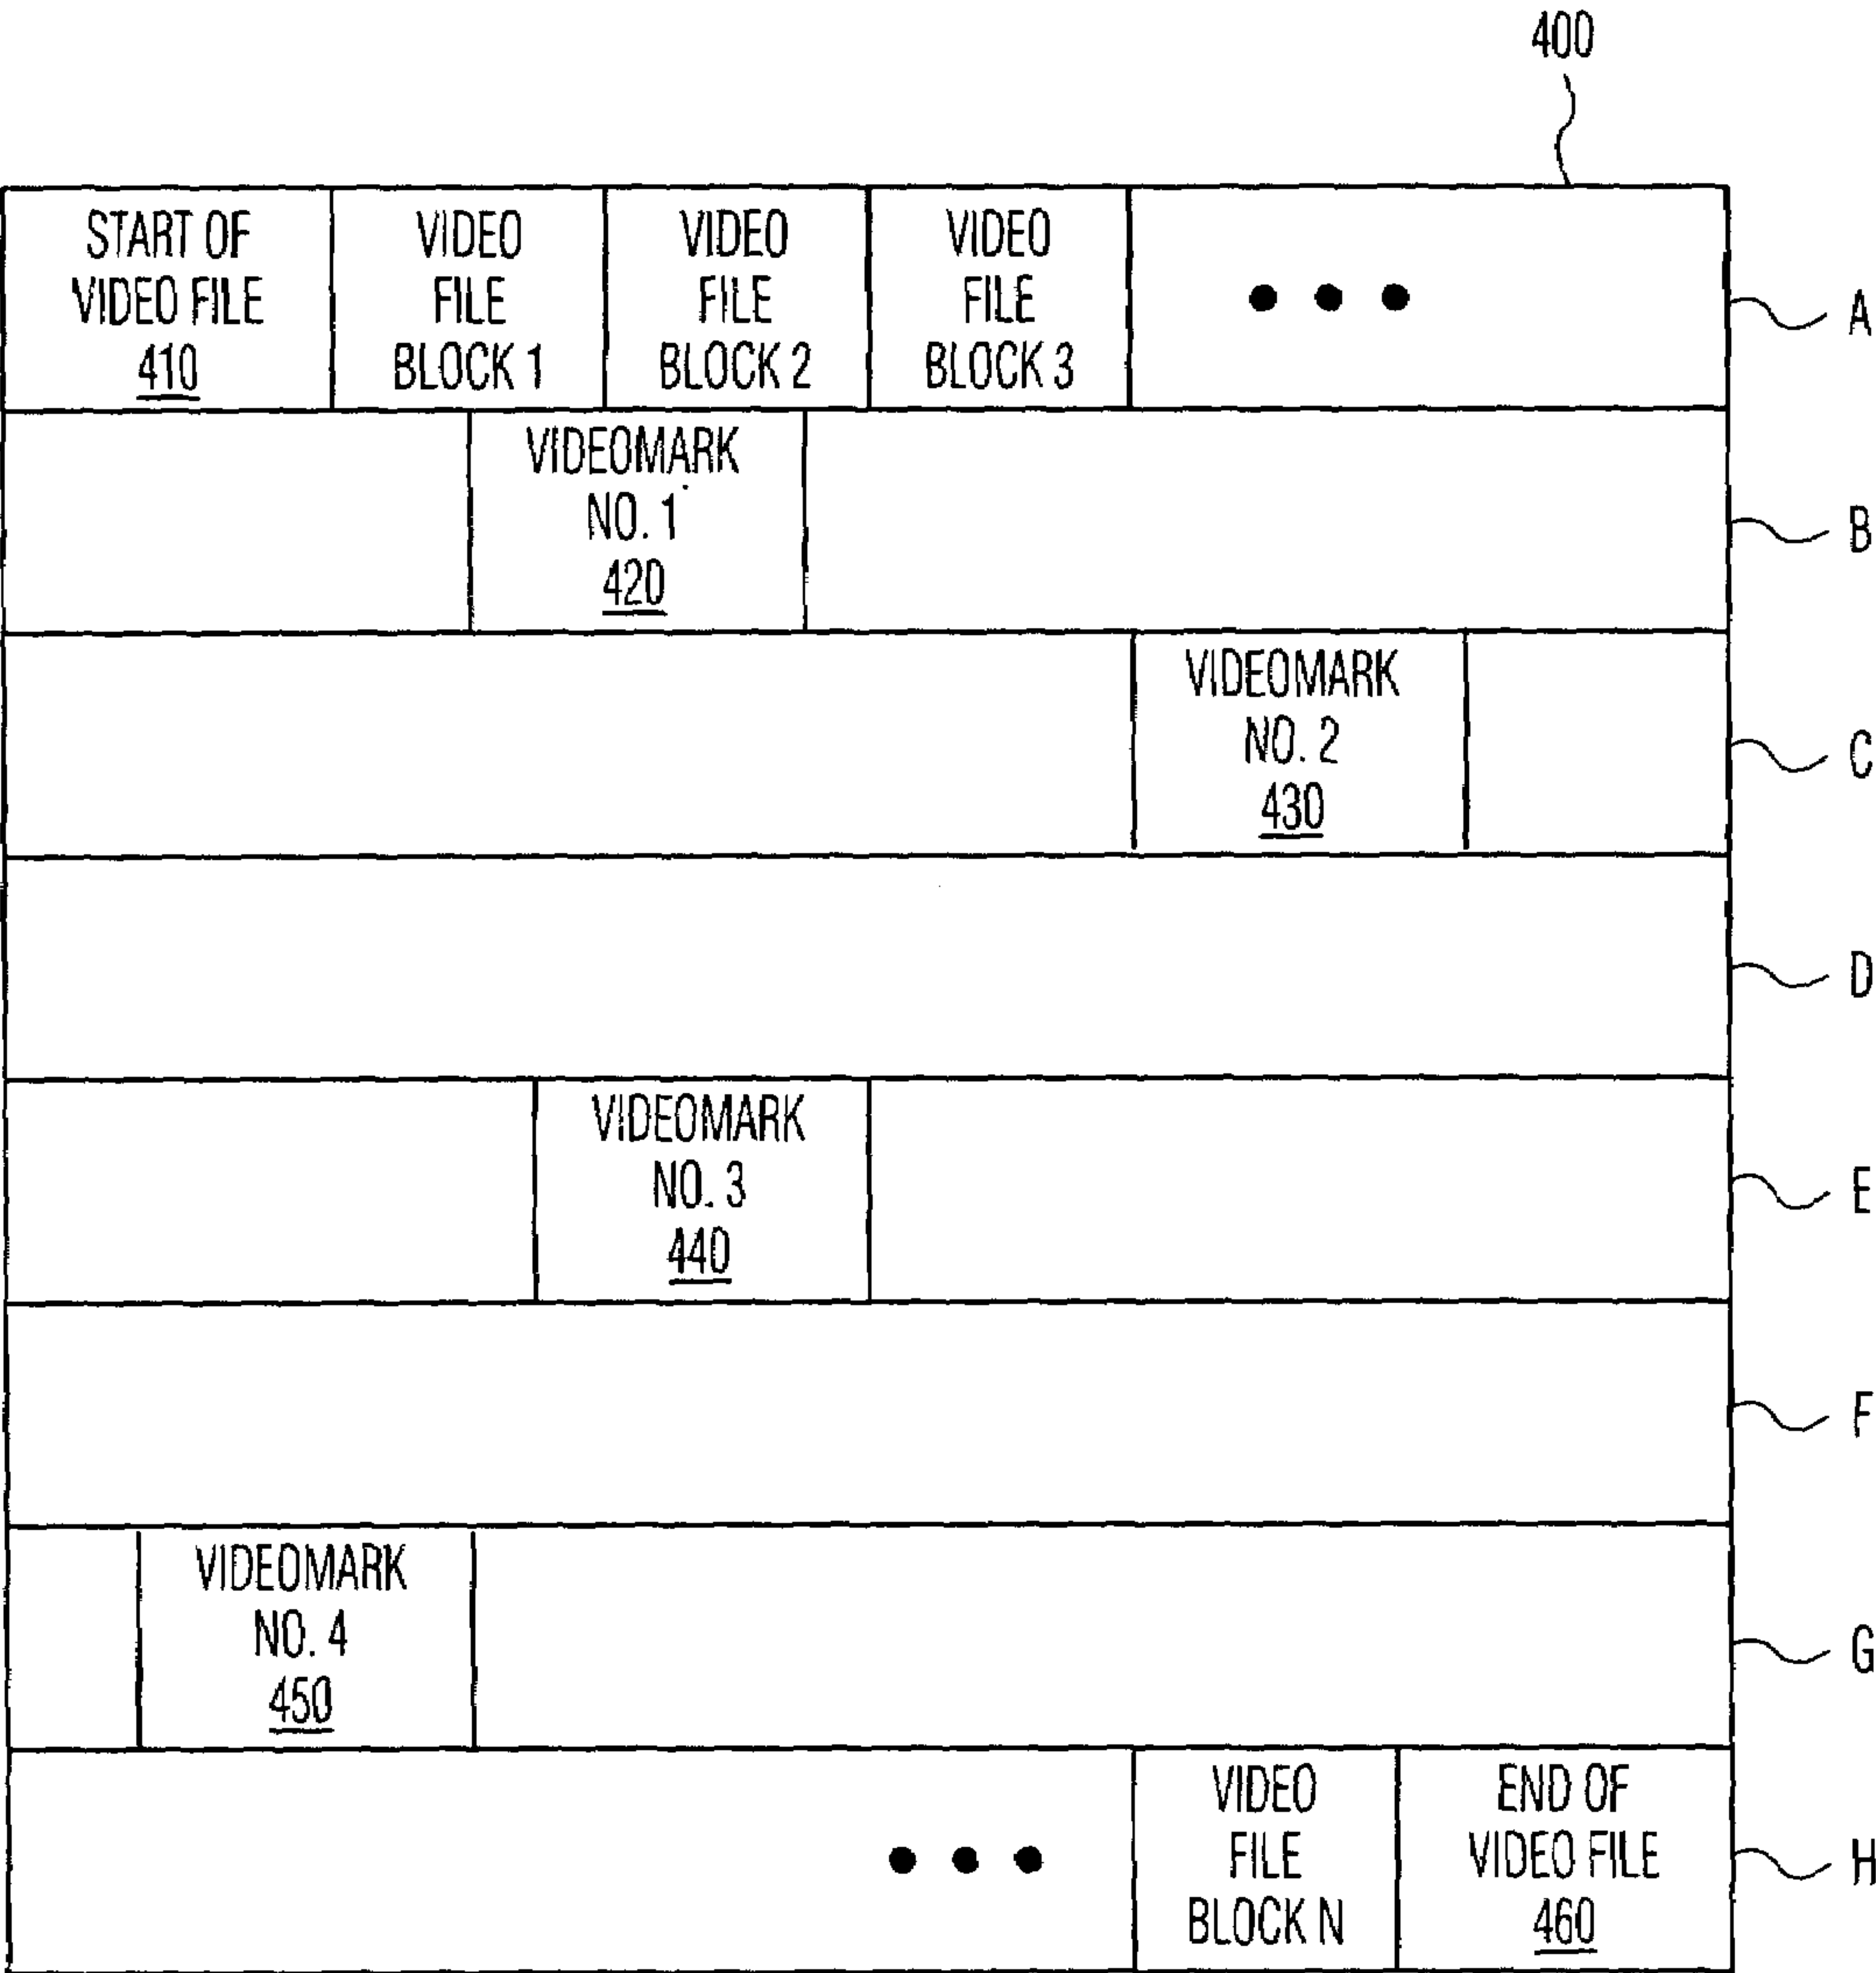 400
START OF
VIDEO FILE
410
VIDEO
FILE
BLOCK 1
VIDEO
FILE
BLOCK 2
VIDEO
FILE
BLOCK 3
A
VIDEOMARK
NO. 1
420
B
VIDEOMARK
NO. 2
430
C
D
VIDEOMARK
NO. 3
440
E
F
VIDEOMARK
NO. 4
450
G
VIDEO
FILE
BLOCK N
END OF
VIDEO FILE
460
H